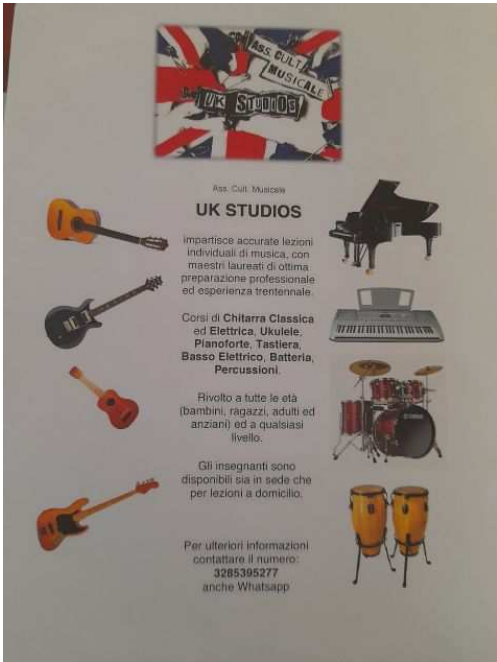 ASS. CULT.
MUSICALE
UK STUDIOS
Ass. Cult. Musicale
UK STUDIOS
impartisce accurate lezioni
individuali di musica, con
maestri laureati di ottima
preparazione professionale
ed esperienza trentennale.
Corsi di Chitarra Classica
ed Elettrica, Ukulele,
Pianoforte, Tastiera,
Basso Elettrico, Batteria,
Percussioni.
Rivolto a tutte le età
(bambini, ragazzi, adulti ed
anziani) ed a qualsiasi
livello.
Gli insegnanti sono
disponibili sia in sede che
per lezioni a domicilio.
Per ulteriori informazioni
contattare il numero:
3285395277
anche Whatsapp
YAMAHA